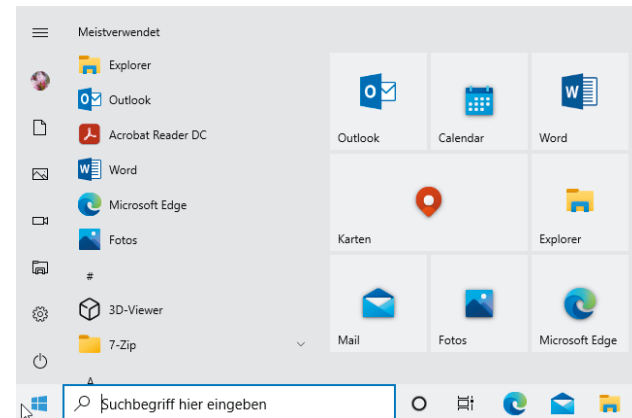 Meistverwendet
Explorer
Outlook
Acrobat Reader DC
Word
Microsoft Edge
Fotos
#
3D-Viewer
7-Zip
A
Outlook
Calendar
Word
Karten
Explorer
Mail
Fotos
Microsoft Edge
Suchbegriff hier eingeben